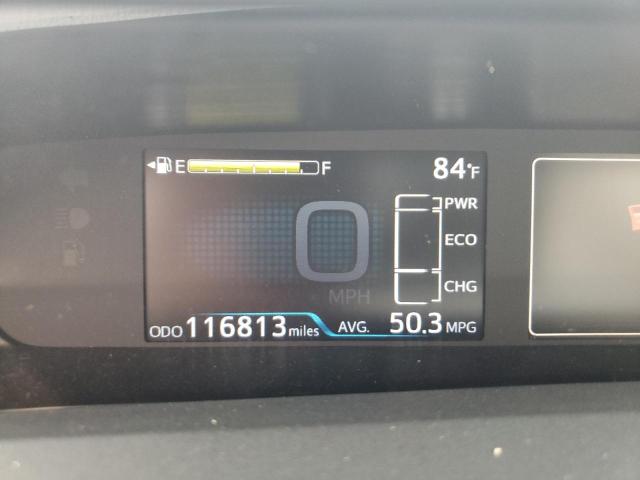 E F 84°F
PWR
ECO
0
CHG
MPH
ODO 116813 miles AVG. 50.3 MPG